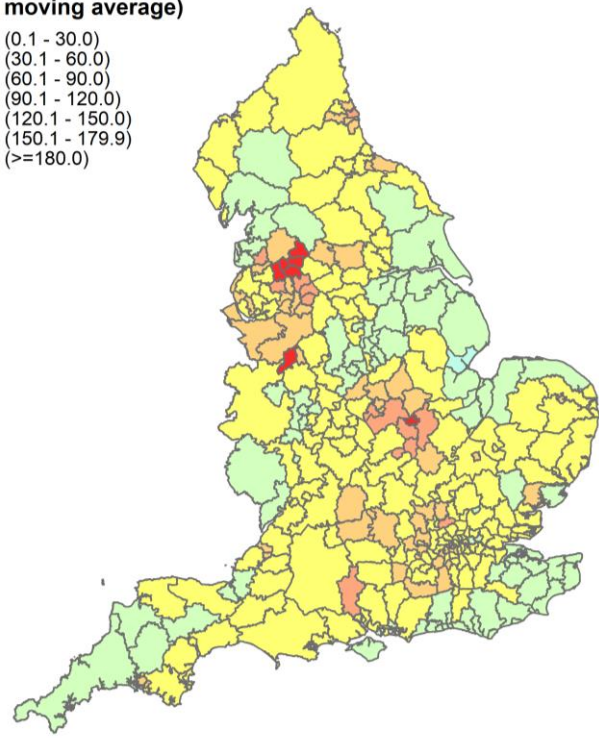 moving average)
(0.1 - 30.0)
(30.1 - 60.0)
(60.1 - 90.0)
(90.1 - 120.0)
(120.1 - 150.0)
(150.1 - 179.9)
(>=180.0)